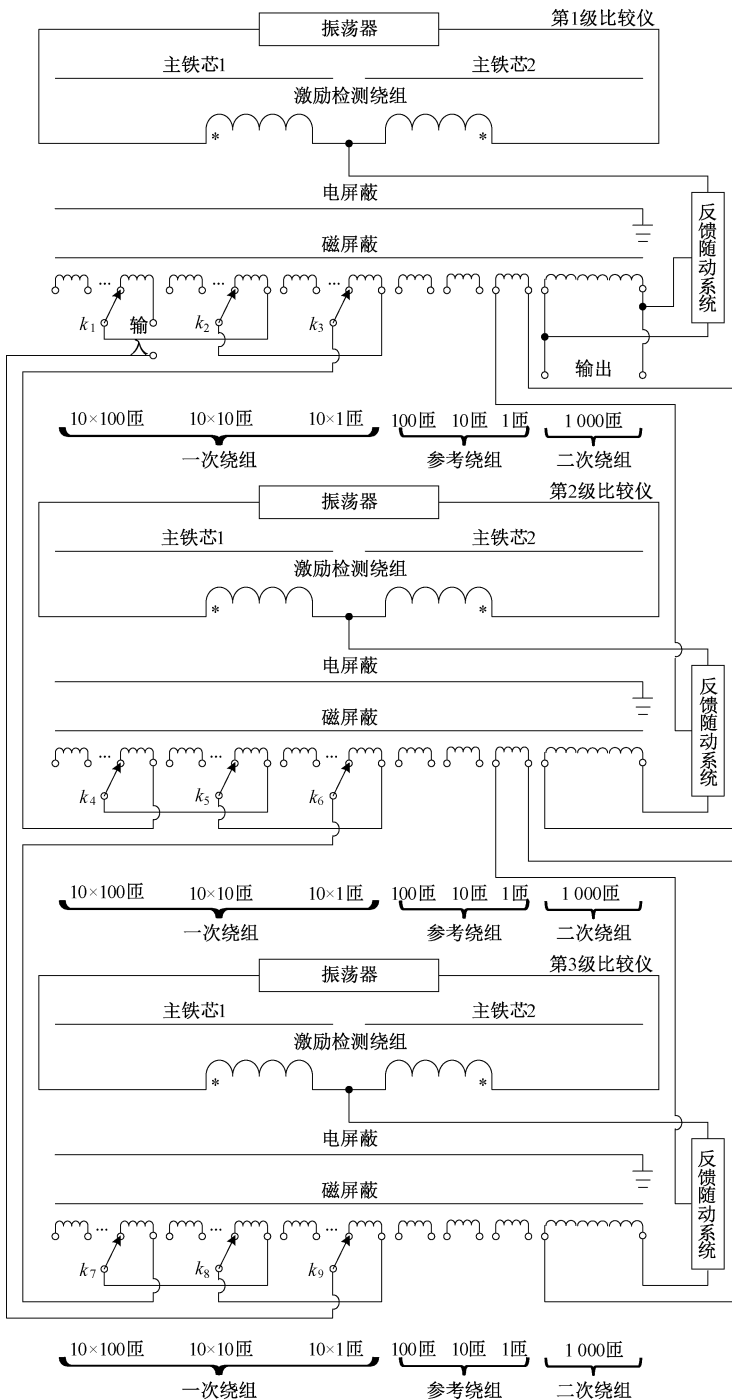 第1级比较仪
振荡器
主铁芯1 主铁芯2
激励检测绕组
* *
电屏蔽
反馈随动系统
磁屏蔽
... ... ...
k1 输入 k2 k3
输出
10×100匝 10×10匝 10×1匝 100匝 10匝 1匝 1 000匝
一次绕组 参考绕组 二次绕组
第2级比较仪
振荡器
主铁芯1 主铁芯2
激励检测绕组
* *
电屏蔽
反馈随动系统
磁屏蔽
... ... ...
k4 k5 k6
10×100匝 10×10匝 10×1匝 100匝 10匝 1匝 1 000匝
一次绕组 参考绕组 二次绕组
第3级比较仪
振荡器
主铁芯1 主铁芯2
激励检测绕组
* *
电屏蔽
反馈随动系统
磁屏蔽
... ... ...
k7 k8 k9
10×100匝 10×10匝 10×1匝 100匝 10匝 1匝 1 000匝
一次绕组 参考绕组 二次绕组